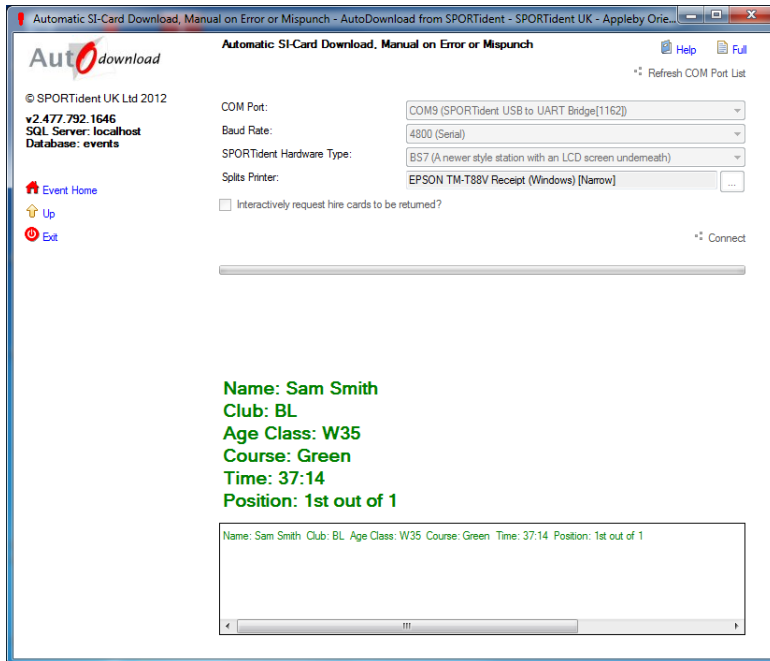 Automatic SI-Card Download, Manual on Error or Mispunch - AutoDownload from SPORTident - SPORTident UK - Appleby Orie...
AutOdownload
Automatic SI-Card Download, Manual on Error or Mispunch
Help
Full
Refresh COM Port List
© SPORTident UK Ltd 2012
v2.477.792.1646
SQL Server: localhost
Database: events
Event Home
Up
Exit
COM Port:
COM9 (SPORTident USB to UART Bridge[1162])
Baud Rate:
4800 (Serial)
SPORTident Hardware Type:
BS7 (A newer style station with an LCD screen underneath)
Splits Printer:
EPSON TM-T88V Receipt (Windows) [Narrow]
...
Interactively request hire cards to be returned?
Connect
Name: Sam Smith
Club: BL
Age Class: W35
Course: Green
Time: 37:14
Position: 1st out of 1
Name: Sam Smith Club: BL Age Class: W35 Course: Green Time: 37:14 Position: 1st out of 1